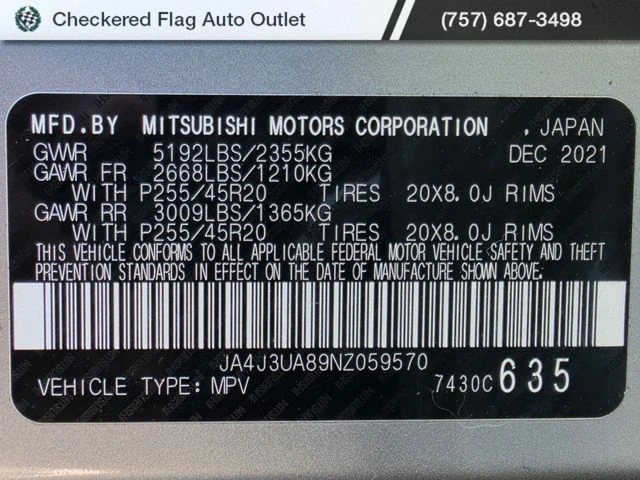 Checkered Flag Auto Outlet (757) 687-3498
MFD.BY MITSUBISHI MOTORS CORPORATION , JAPAN
GVWR 5192LBS/2355KG DEC 2021
GAWR FR 2668LBS/1210KG
WITH P255/45R20 TIRES 20X8.0J RIMS
GAWR RR 3009LBS/1365KG
WITH P255/45R20 TIRES 20X8.0J RIMS
THIS VEHICLE CONFORMS TO ALL APPLICABLE FEDERAL MOTOR VEHICLE SAFETY AND THEFT
PREVENTION STANDARDS IN EFFECT ON THE DATE OF MANUFACTURE SHOWN ABOVE.
JA4J3UA89NZ059570
VEHICLE TYPE: MPV 7430C 635